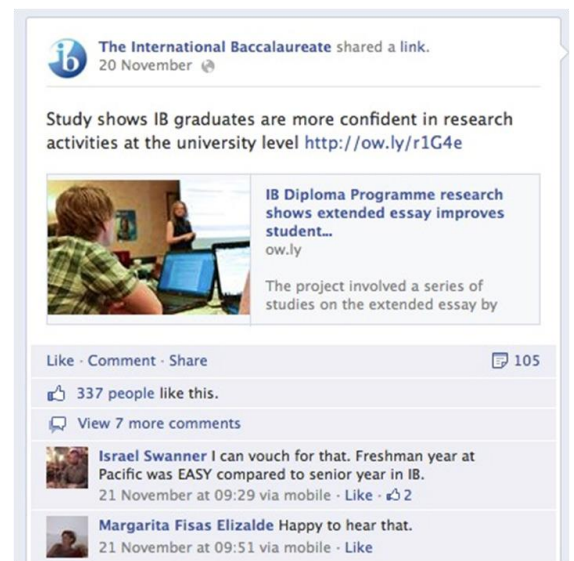 ib
The International Baccalaureate shared a link.
20 November
Study shows IB graduates are more confident in research
activities at the university level http://ow.ly/r1G4e
IB Diploma Programme research
shows extended essay improves
student...
ow.ly
The project involved a series of
studies on the extended essay by
Like · Comment · Share
105
337 people like this.
View 7 more comments
Israel Swanner I can vouch for that. Freshman year at
Pacific was EASY compared to senior year in IB.
21 November at 09:29 via mobile · Like · 2
Margarita Fisas Elizalde Happy to hear that.
21 November at 09:51 via mobile · Like